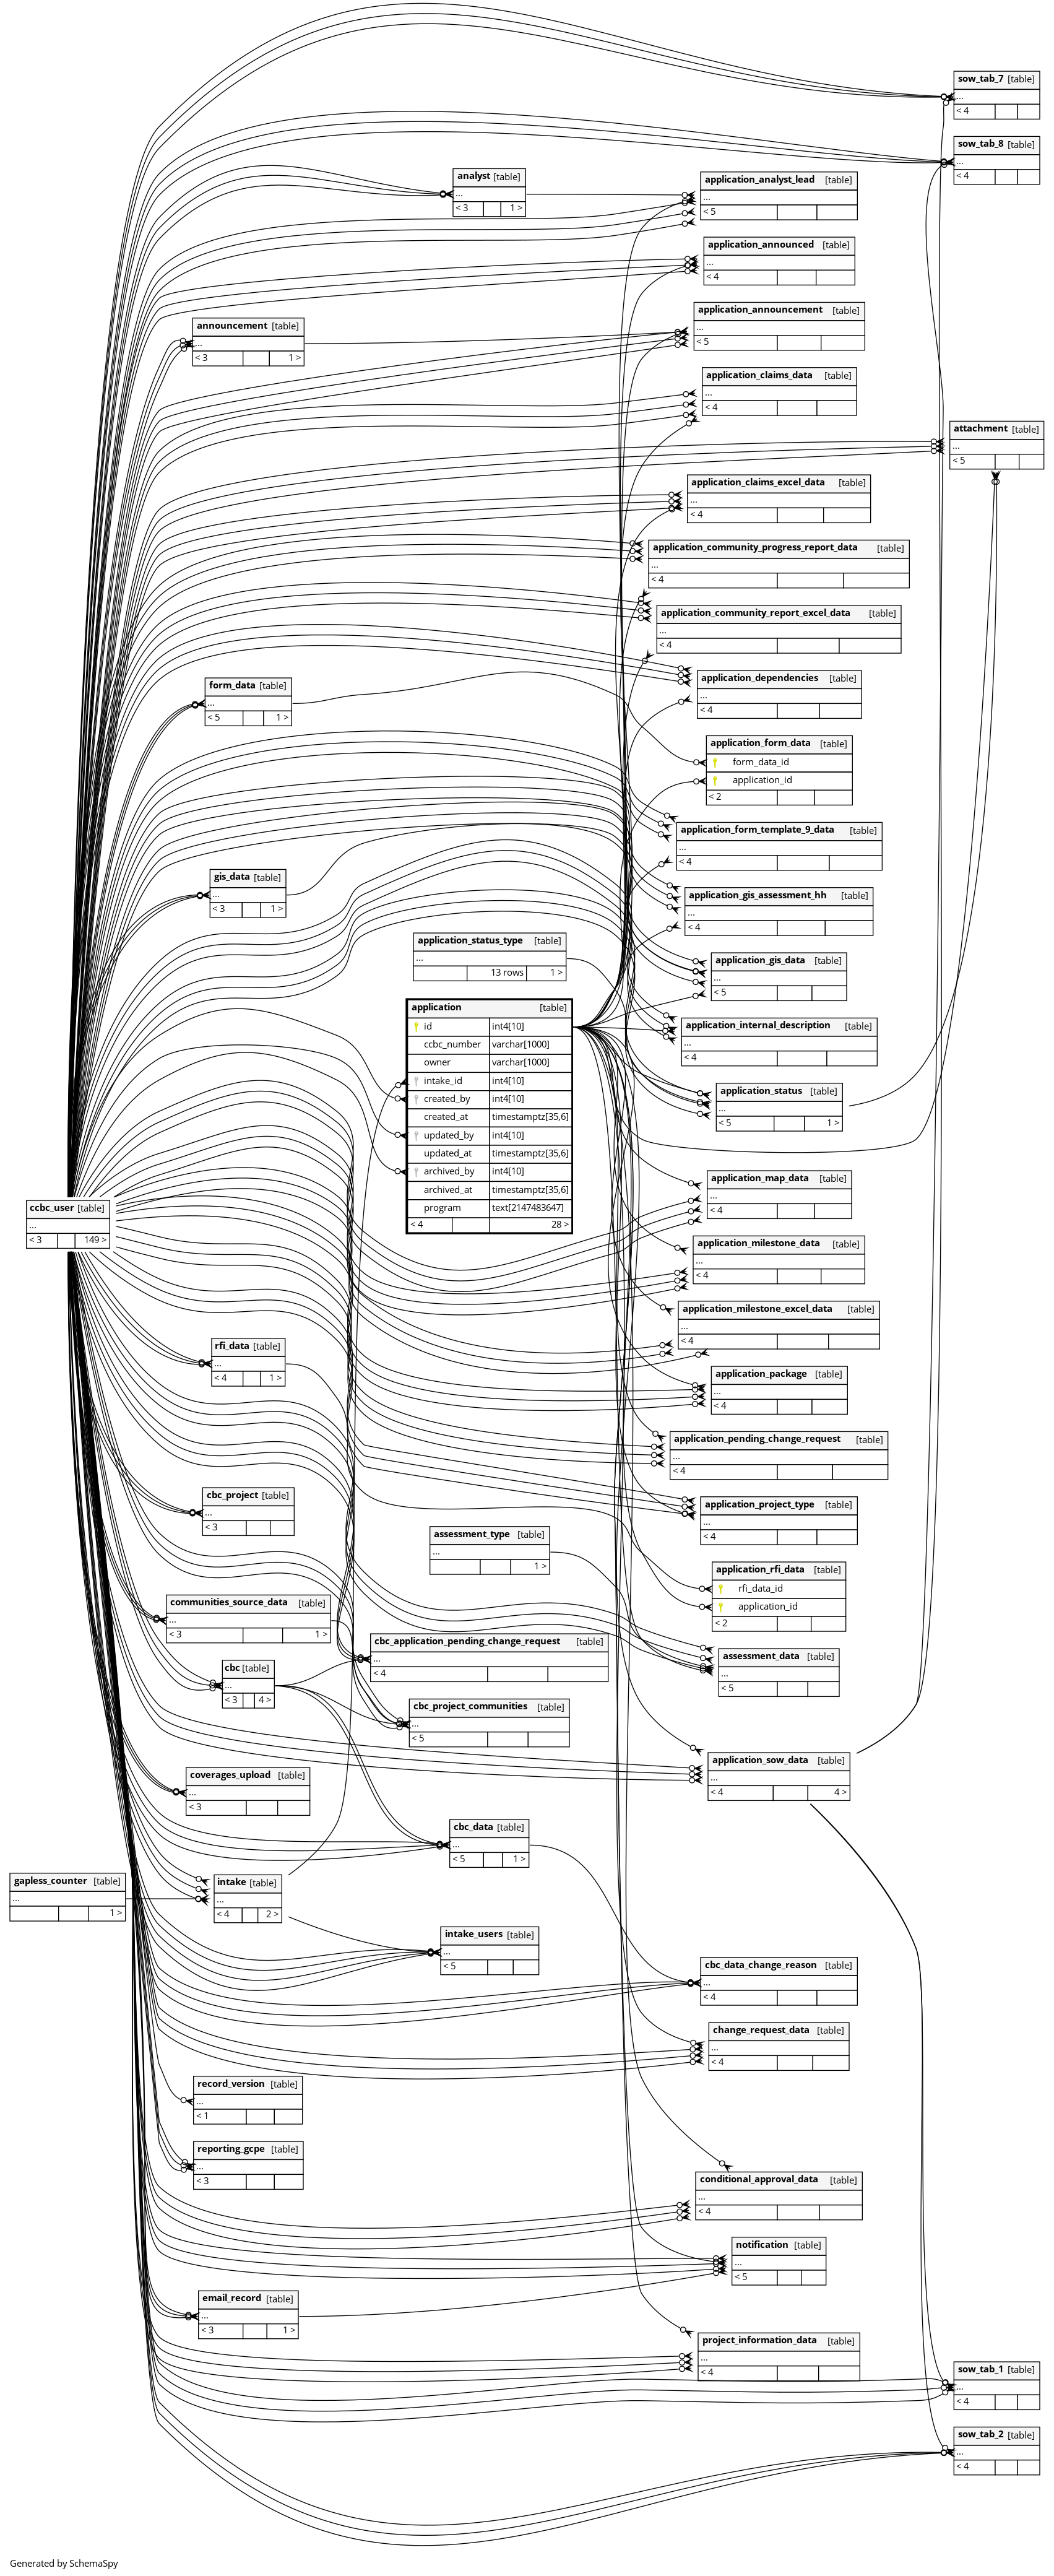 sow_tab_7 [table]
...
< 4
sow_tab_8 [table]
...
< 4
analyst [table]
...
< 3 1 >
application_analyst_lead [table]
...
< 5
application_announced [table]
...
< 4
announcement [table]
...
< 3 1 >
application_announcement [table]
...
< 5
application_claims_data [table]
...
< 4
attachment [table]
...
< 5
application_claims_excel_data [table]
...
< 4
application_community_progress_report_data [table]
...
< 4
application_community_report_excel_data [table]
...
< 4
form_data [table]
...
< 5 1 >
application_dependencies [table]
...
< 4
application_form_data [table]
form_data_id
application_id
< 2
application_form_template_9_data [table]
...
< 4
gis_data [table]
...
< 3 1 >
application_gis_assessment_hh [table]
...
< 4
application_status_type [table]
...
13 rows 1 >
application_gis_data [table]
...
< 5
application [table]
id int4[10]
ccbc_number varchar[1000]
owner varchar[1000]
intake_id int4[10]
created_by int4[10]
created_at timestamptz[35,6]
updated_by int4[10]
updated_at timestamptz[35,6]
archived_by int4[10]
archived_at timestamptz[35,6]
program text[2147483647]
< 4 28 >
application_internal_description [table]
...
< 4
application_status [table]
...
< 5 1 >
application_map_data [table]
...
< 4
ccbc_user [table]
...
< 3 149 >
application_milestone_data [table]
...
< 4
application_milestone_excel_data [table]
...
< 4
rfi_data [table]
...
< 4 1 >
application_package [table]
...
< 4
application_pending_change_request [table]
...
< 4
cbc_project [table]
...
< 3
application_project_type [table]
...
< 4
assessment_type [table]
...
1 >
application_rfi_data [table]
rfi_data_id
application_id
< 2
communities_source_data [table]
...
< 3 1 >
cbc_application_pending_change_request [table]
...
< 4
assessment_data [table]
...
< 5
cbc [table]
...
< 3 4 >
cbc_project_communities [table]
...
< 5
application_sow_data [table]
...
< 4 4 >
coverages_upload [table]
...
< 3
cbc_data [table]
...
< 5 1 >
gapless_counter [table]
...
1 >
intake [table]
...
< 4 2 >
intake_users [table]
...
< 5
cbc_data_change_reason [table]
...
< 4
change_request_data [table]
...
< 4
record_version [table]
...
< 1
reporting_gcpe [table]
...
< 3
conditional_approval_data [table]
...
< 4
notification [table]
...
< 5
email_record [table]
...
< 3 1 >
project_information_data [table]
...
< 4
sow_tab_1 [table]
...
< 4
sow_tab_2 [table]
...
< 4
Generated by SchemaSpy